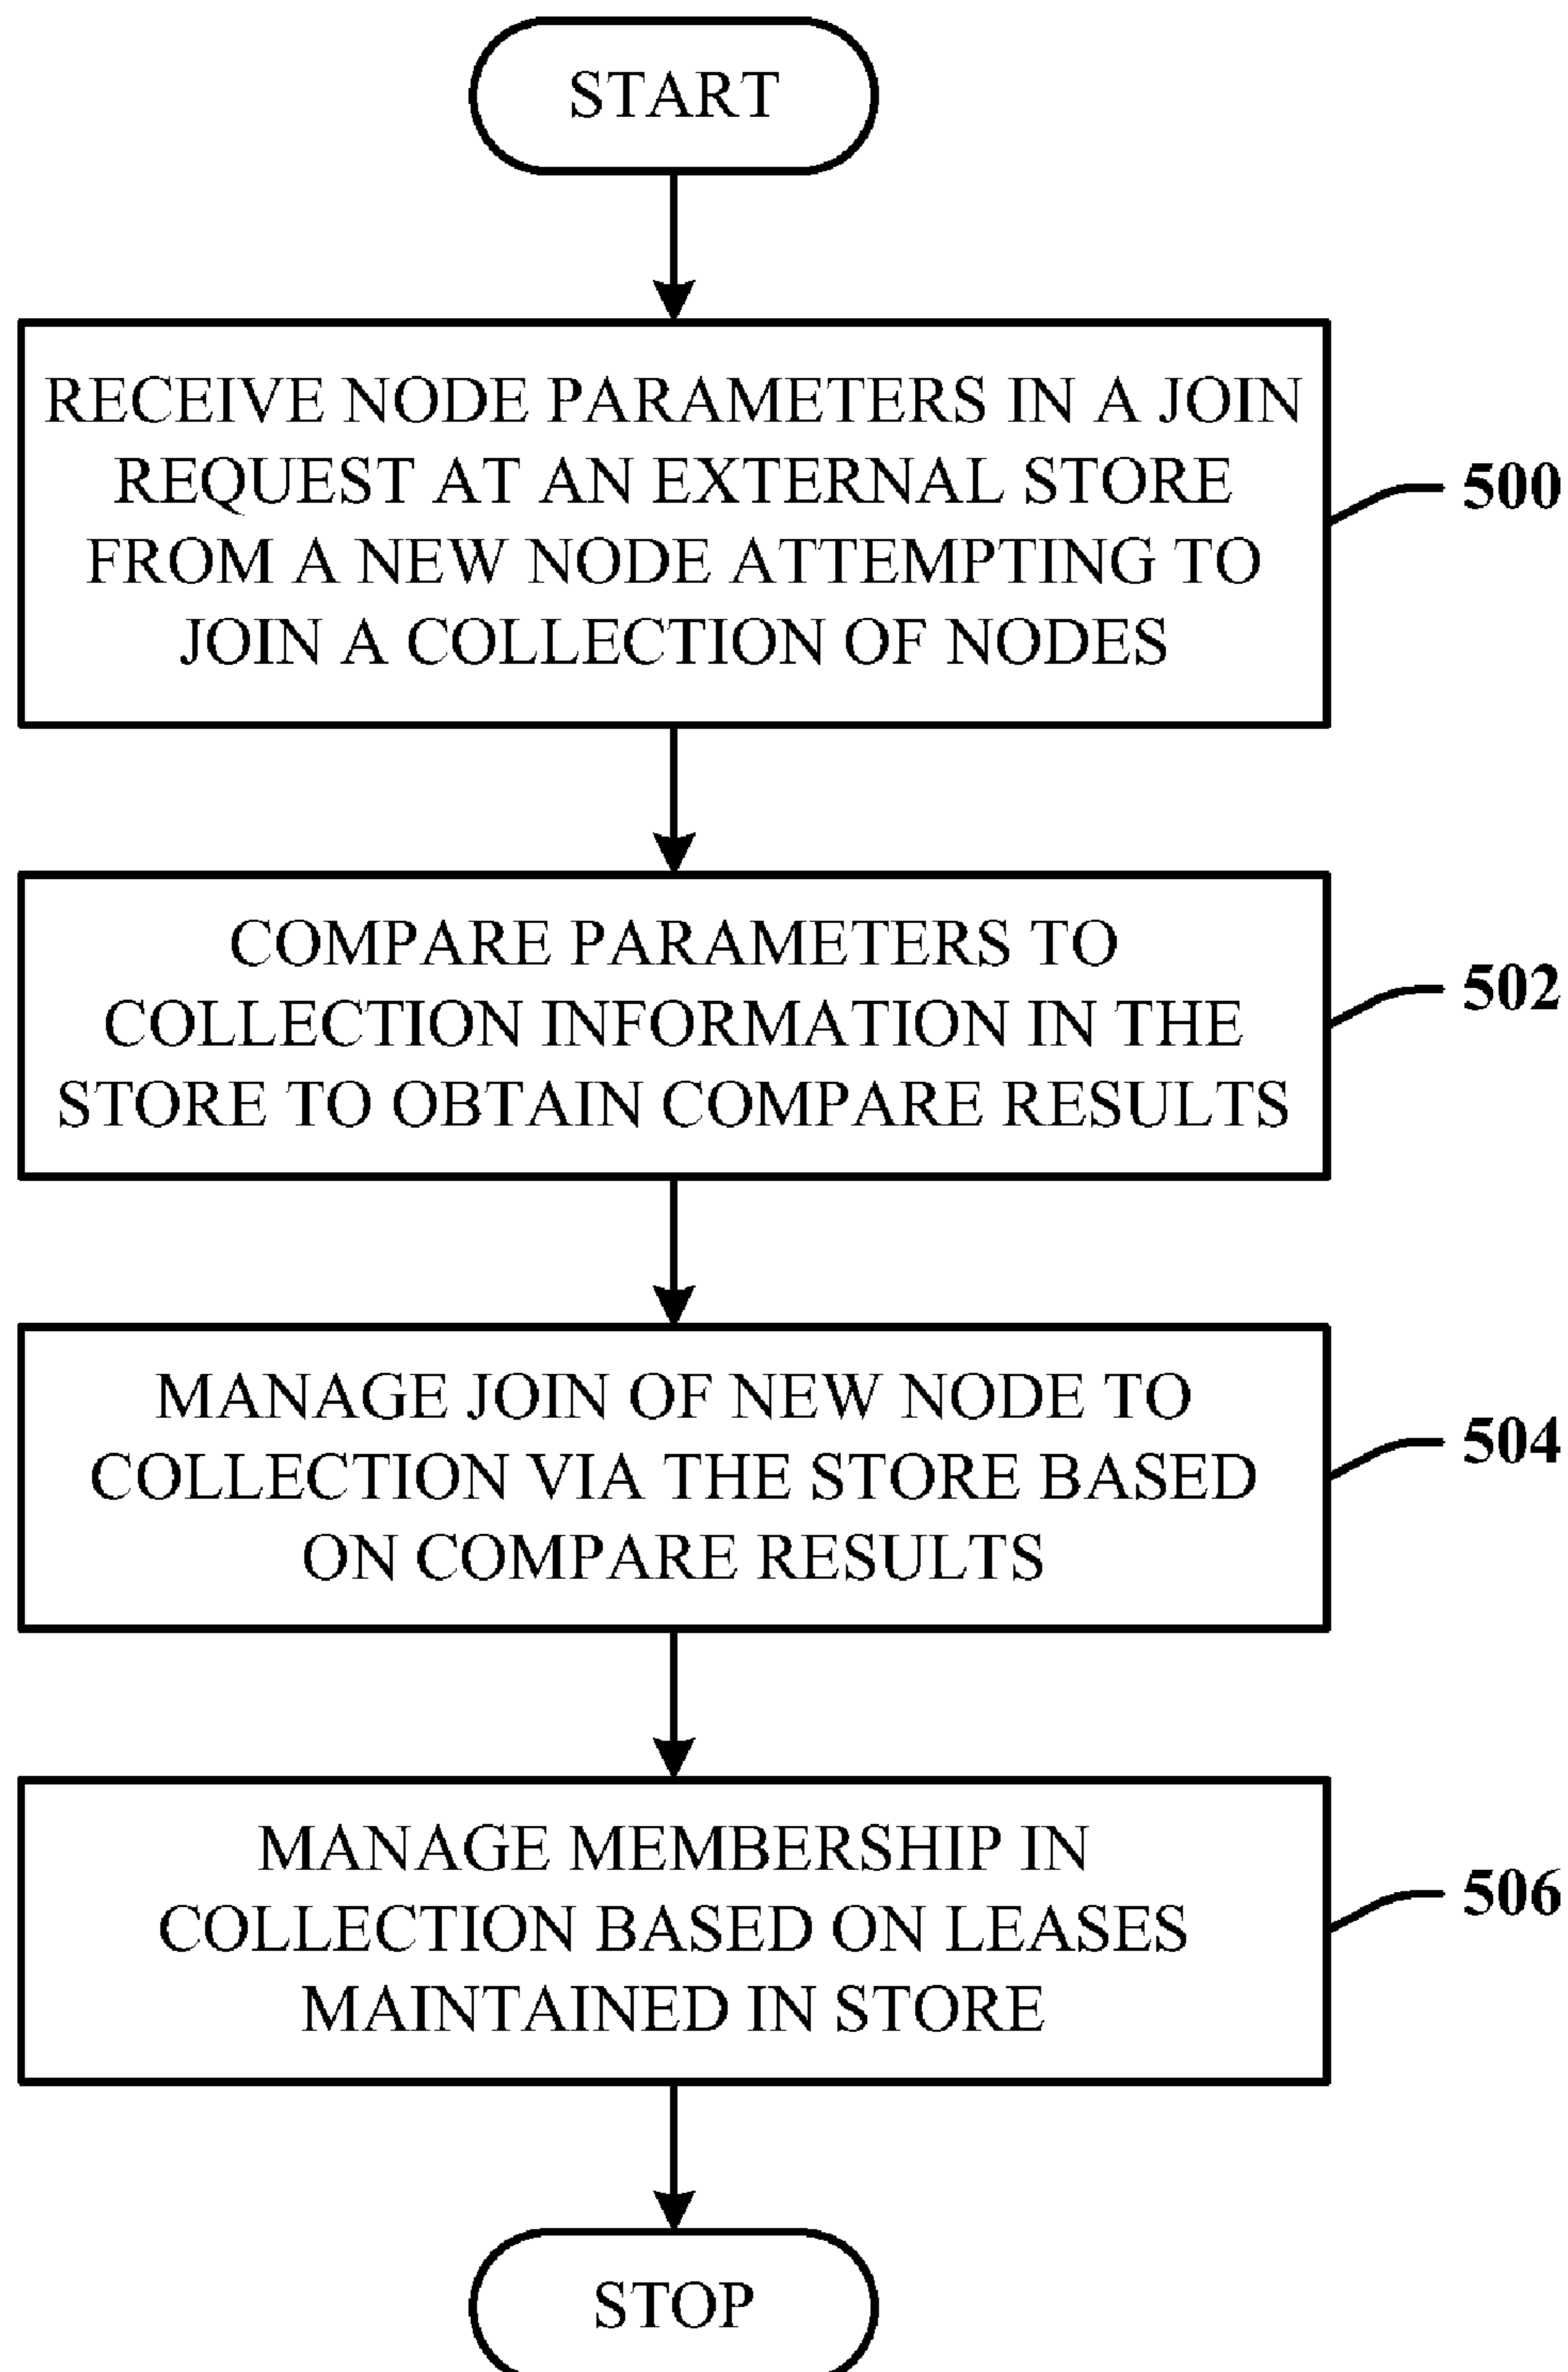 START
RECEIVE NODE PARAMETERS IN A JOIN
REQUEST AT AN EXTERNAL STORE
FROM A NEW NODE ATTEMPTING TO
JOIN A COLLECTION OF NODES
500
COMPARE PARAMETERS TO
COLLECTION INFORMATION IN THE
STORE TO OBTAIN COMPARE RESULTS
502
MANAGE JOIN OF NEW NODE TO
COLLECTION VIA THE STORE BASED
ON COMPARE RESULTS
504
MANAGE MEMBERSHIP IN
COLLECTION BASED ON LEASES
MAINTAINED IN STORE
506
STOP